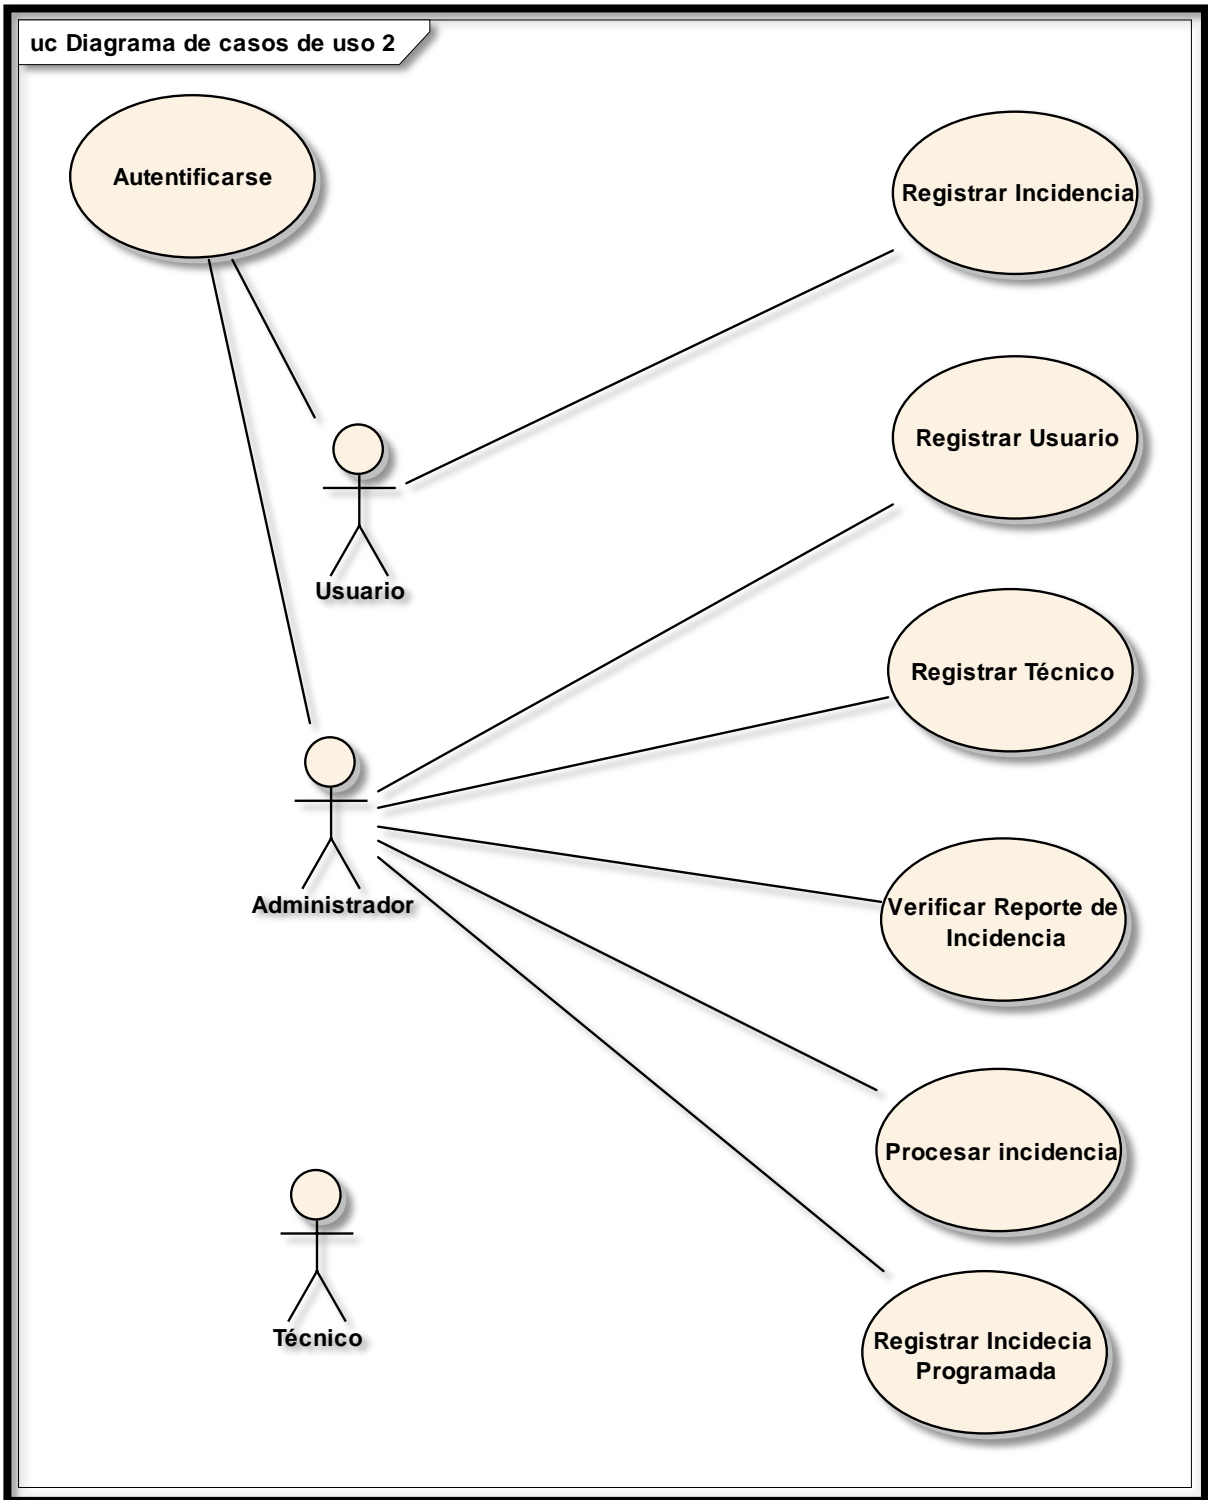 uc Diagrama de casos de uso 2
Autentificarse
Registrar Incidencia
Registrar Usuario
Usuario
Registrar Técnico
Administrador
Verificar Reporte de
Incidencia
Procesar incidencia
Técnico
Registrar Incidecia
Programada